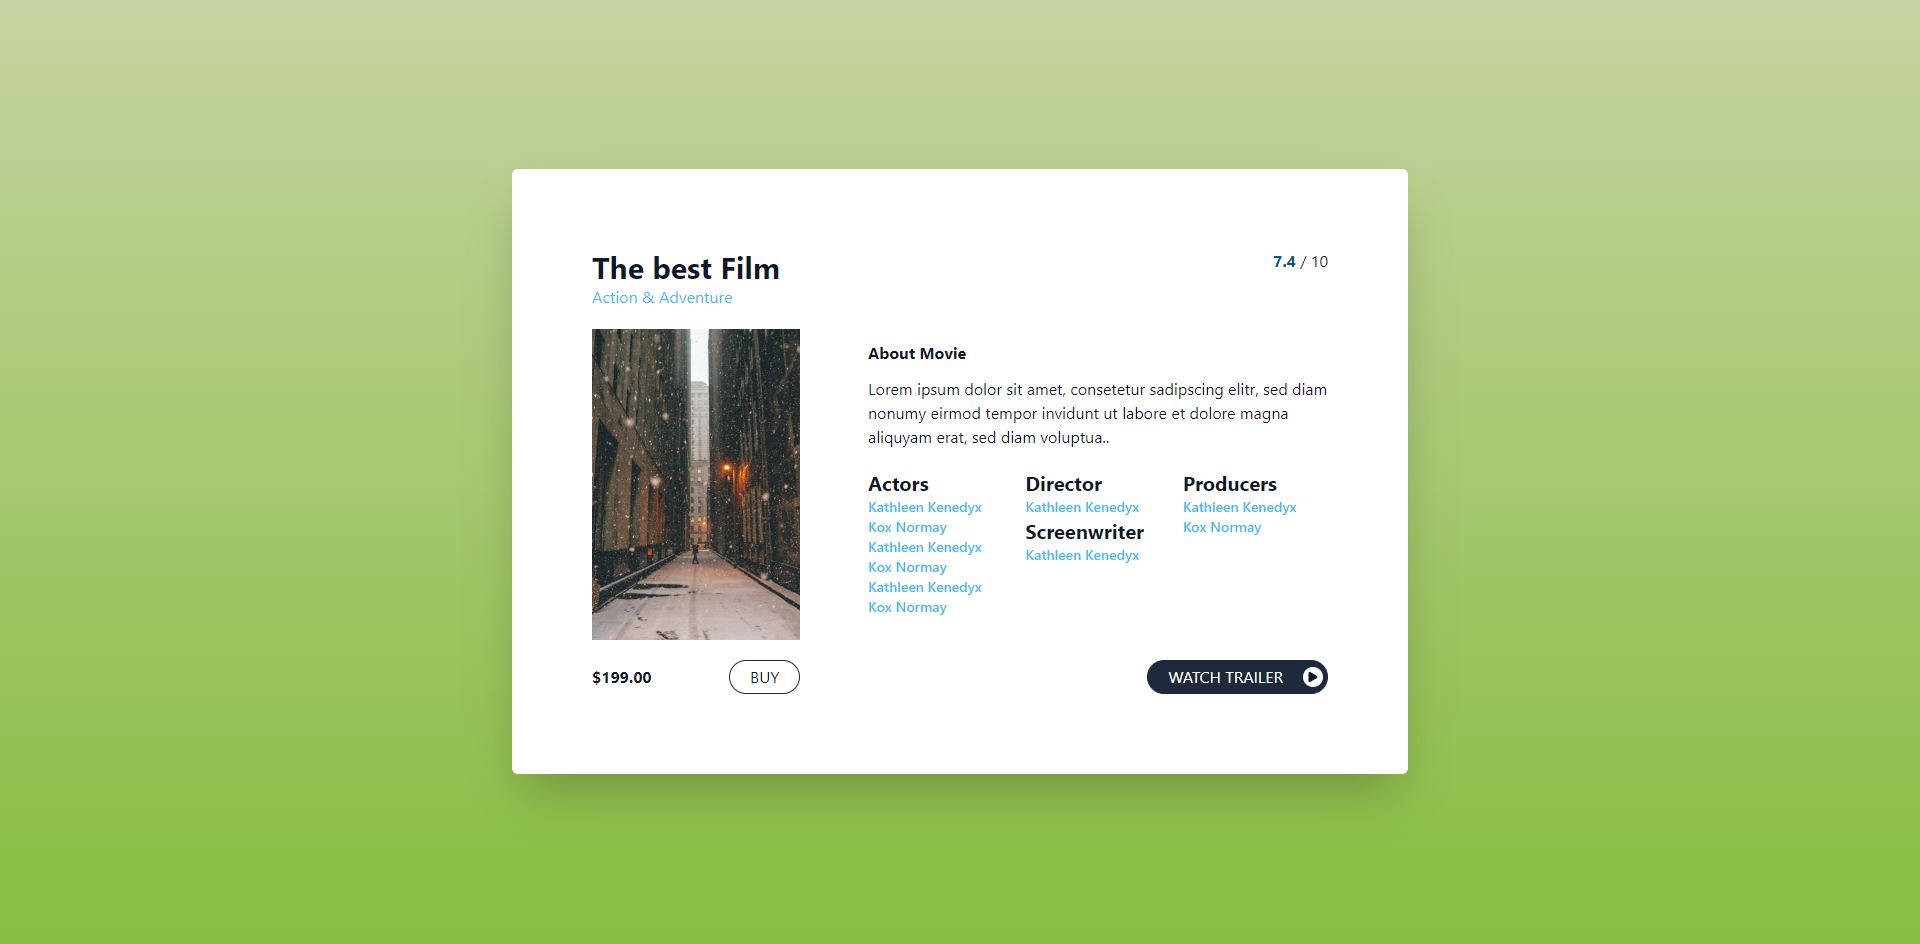 The best Film
7.4 / 10
Action & Adventure
About Movie
Lorem ipsum dolor sit amet, consetetur sadipscing elitr, sed diam
nonumy eirmod tempor invidunt ut labore et dolore magna
aliquyam erat, sed diam voluptua..
Actors
Kathleen Kenedyx
Kox Normay
Kathleen Kenedyx
Kox Normay
Kathleen Kenedyx
Kox Normay
Director
Kathleen Kenedyx
Screenwriter
Kathleen Kenedyx
Producers
Kathleen Kenedyx
Kox Normay
$199.00
BUY
WATCH TRAILER